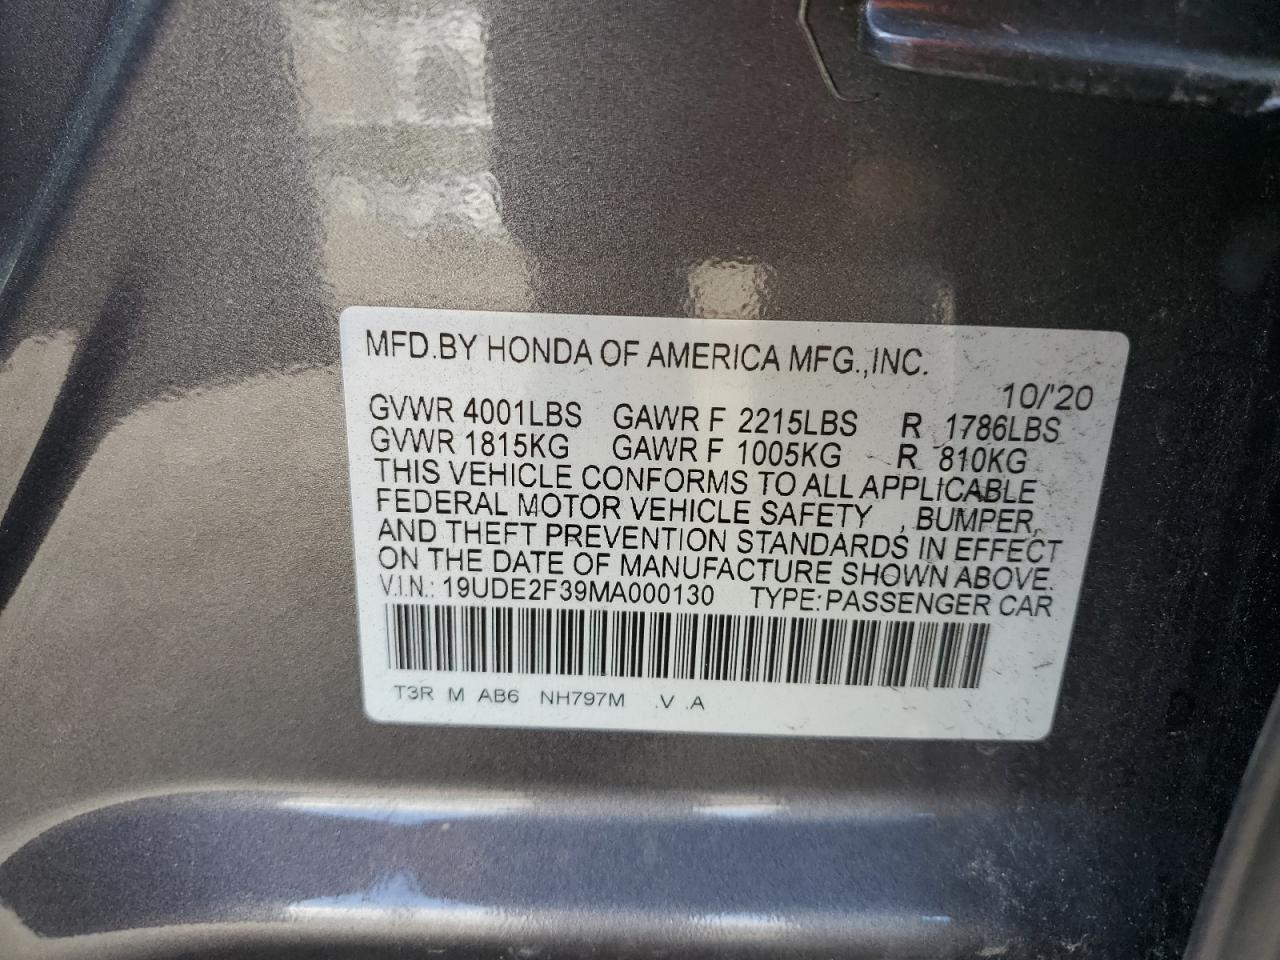 MFD.BY HONDA OF AMERICA MFG.,INC.
10/'20
GVWR 4001LBS GAWR F 2215LBS R 1786LBS
GVWR 1815KG GAWR F 1005KG R 810KG
THIS VEHICLE CONFORMS TO ALL APPLICABLE
FEDERAL MOTOR VEHICLE SAFETY , BUMPER,
AND THEFT PREVENTION STANDARDS IN EFFECT
ON THE DATE OF MANUFACTURE SHOWN ABOVE.
V.I.N.: 19UDE2F39MA000130 TYPE:PASSENGER CAR
T3R M AB6 NH797M .V .A